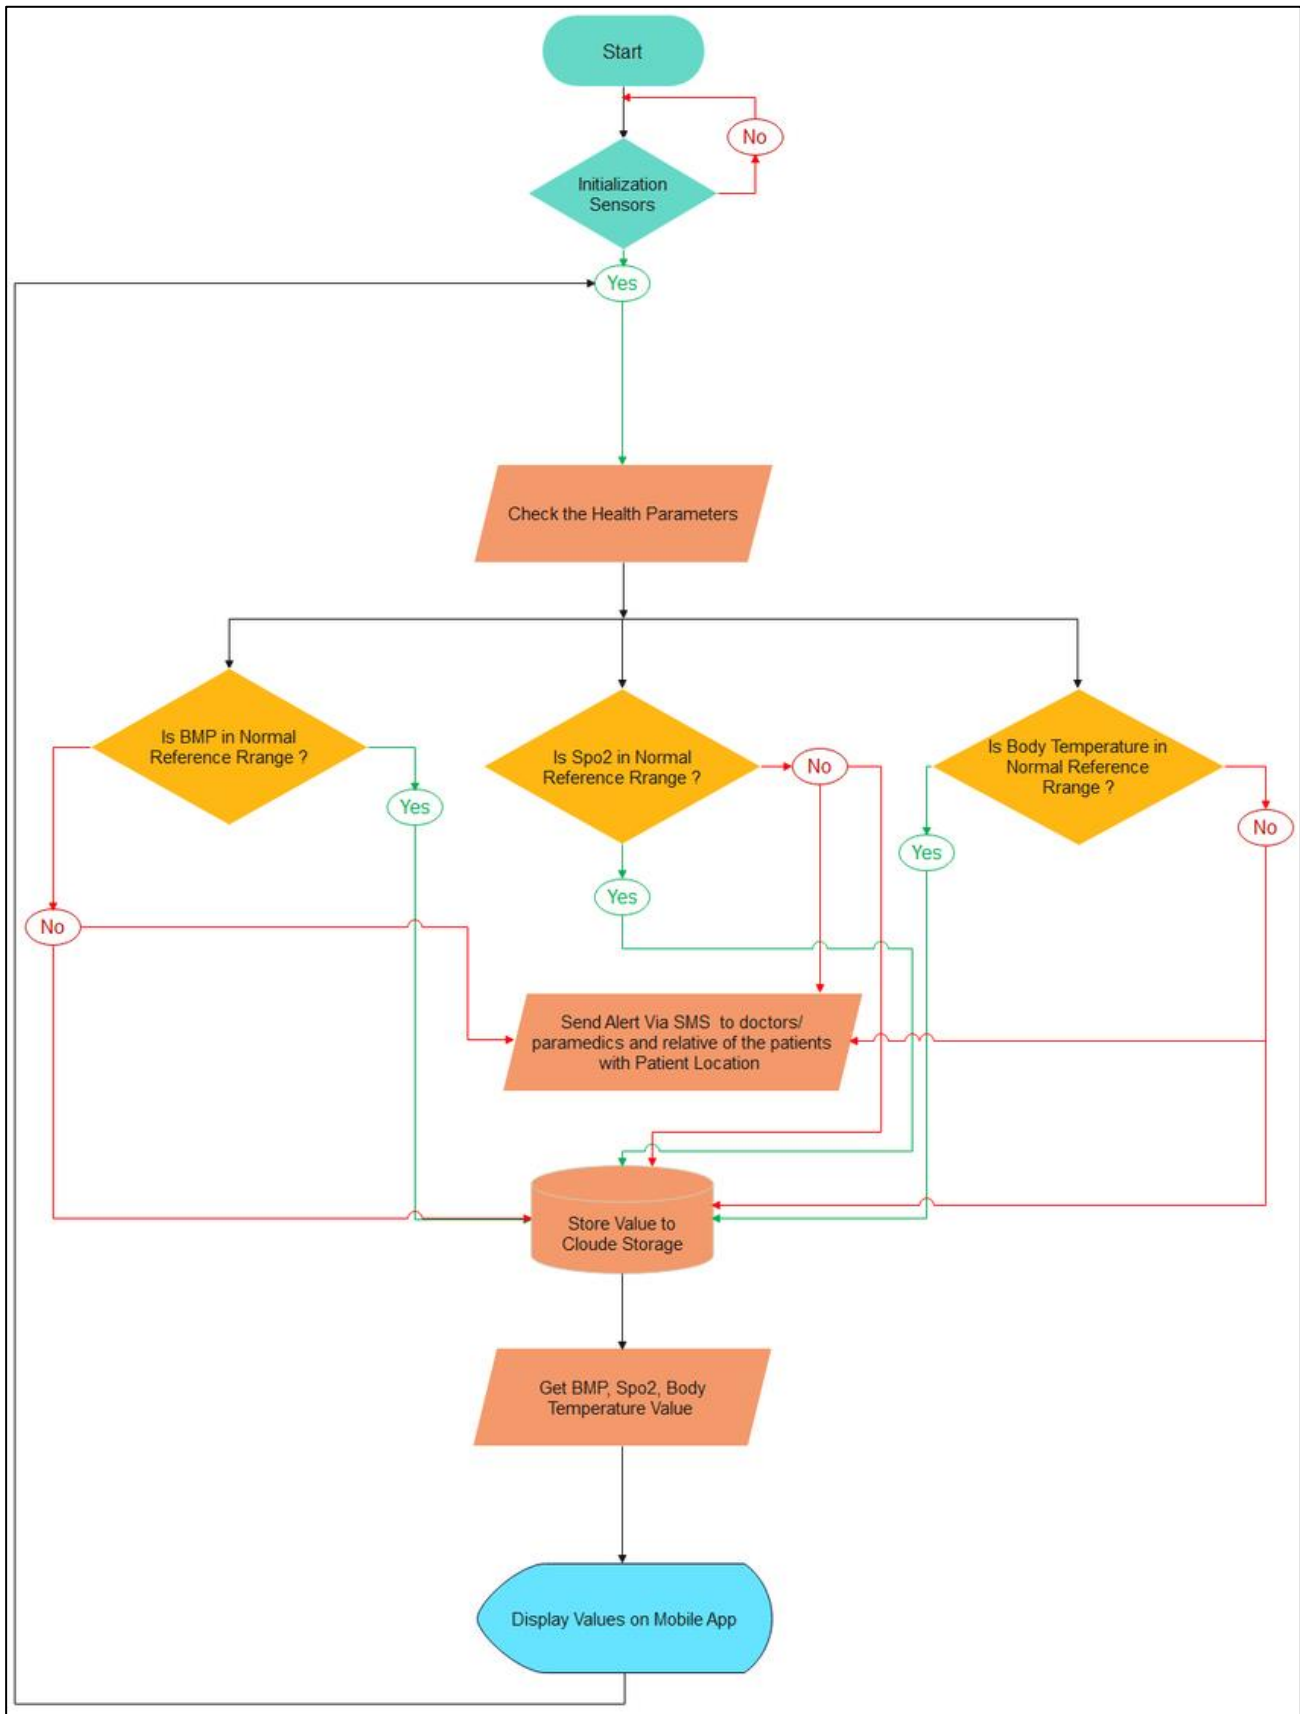 Start
No
Initialization
Sensors
Yes
Check the Health Parameters
Is BMP in Normal
Reference Rrange ?
Is Spo2 in Normal
Reference Rrange ?
No
Is Body Temperature in
Normal Reference
Rrange ?
Yes
No
Yes
Yes
No
Send Alert Via SMS to doctors/
paramedics and relative of the patients
with Patient Location
Store Value to
Cloude Storage
Get BMP, Spo2, Body
Temperature Value
Display Values on Mobile App